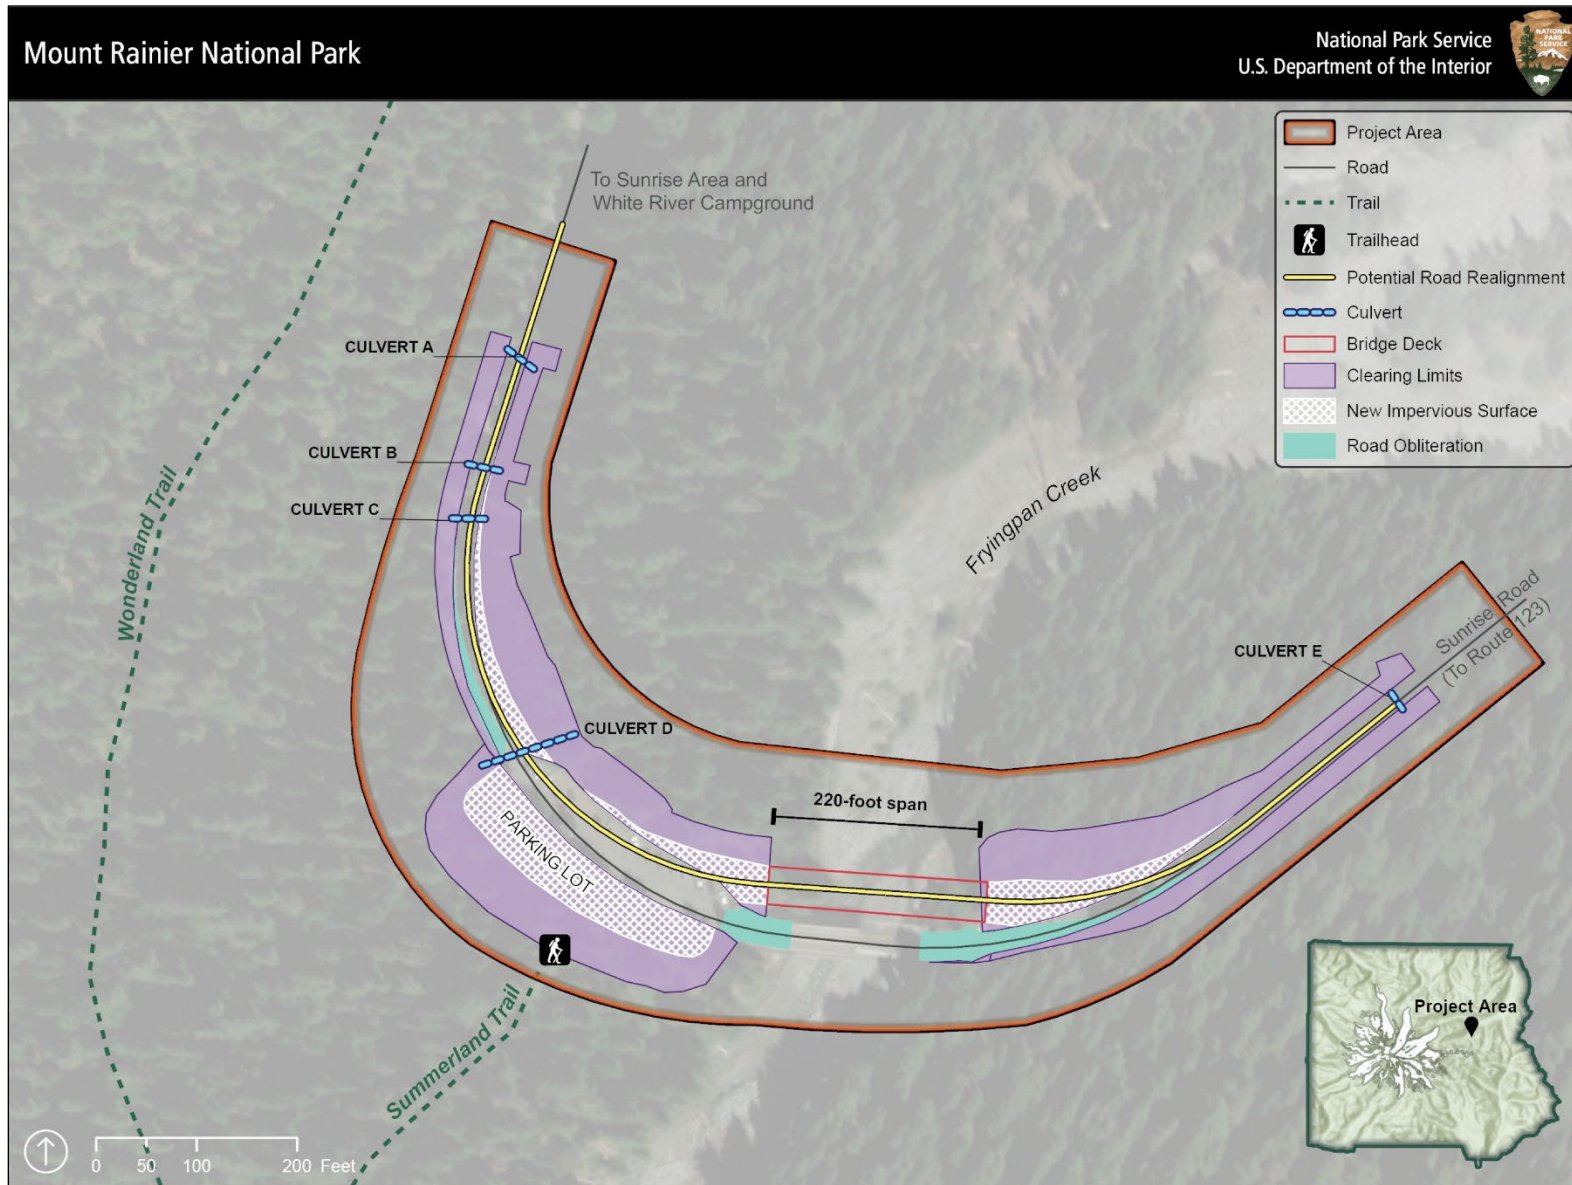 Mount Rainier National Park
National Park Service
U.S. Department of the Interior
NATIONAL
PARK
SERVICE
To Sunrise Area and
White River Campground
Project Area
Road
Trail
Trailhead
Potential Road Realignment
Culvert
Bridge Deck
Clearing Limits
New Impervious Surface
Road Obliteration
CULVERT A
CULVERT B
CULVERT C
Wonderland Trail
Fryingpan Creek
Sunrise Road
(To Route 123)
CULVERT E
CULVERT D
220-foot span
PARKING LOT
Summerland Trail
Project Area
0 50 100 200 Feet